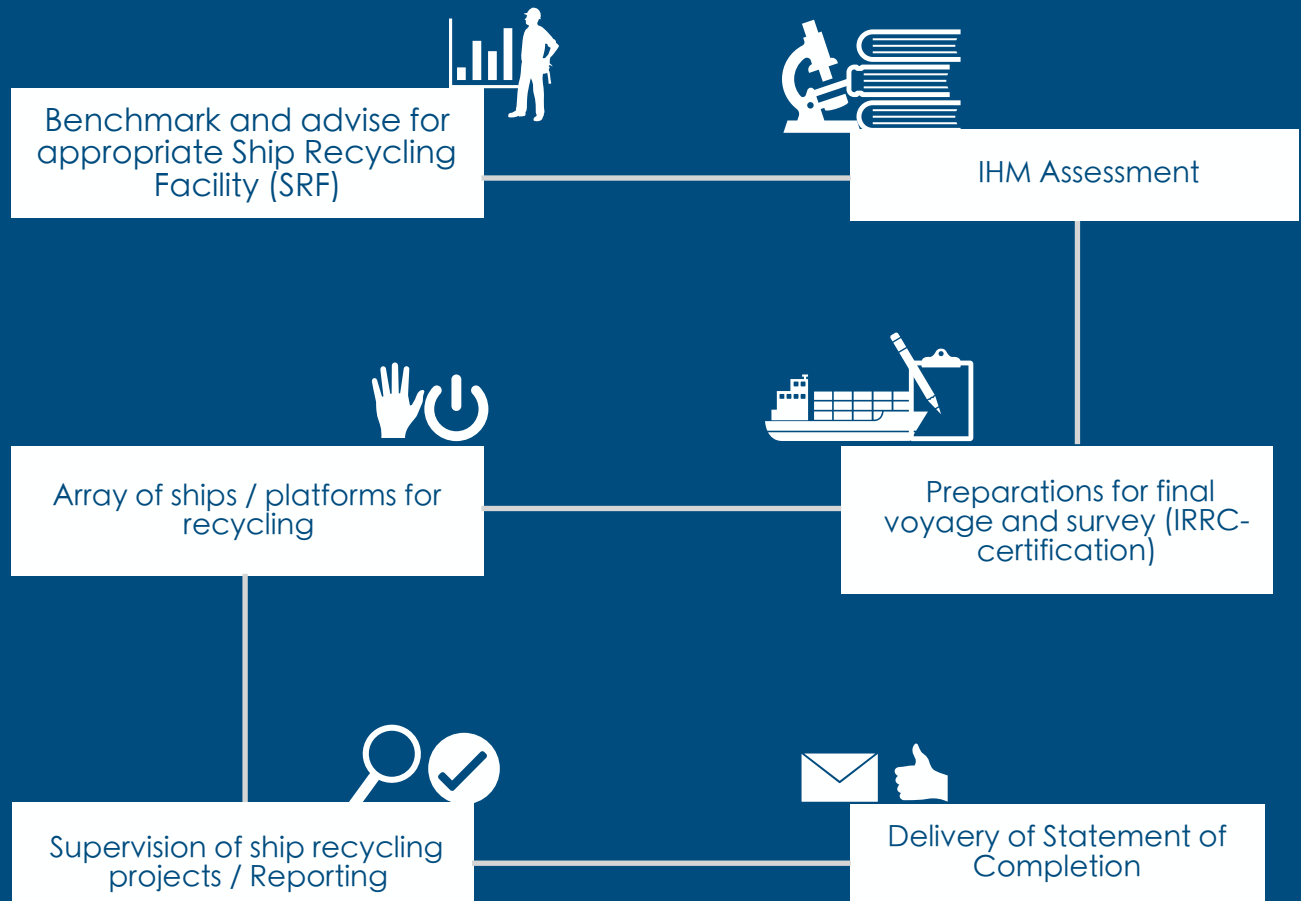 Benchmark and advise for
appropriate Ship Recycling
Facility (SRF)
IHM Assessment
Array of ships / platforms for
recycling
Preparations for final
voyage and survey (IRRC-
certification)
Supervision of ship recycling
projects / Reporting
Delivery of Statement of
Completion